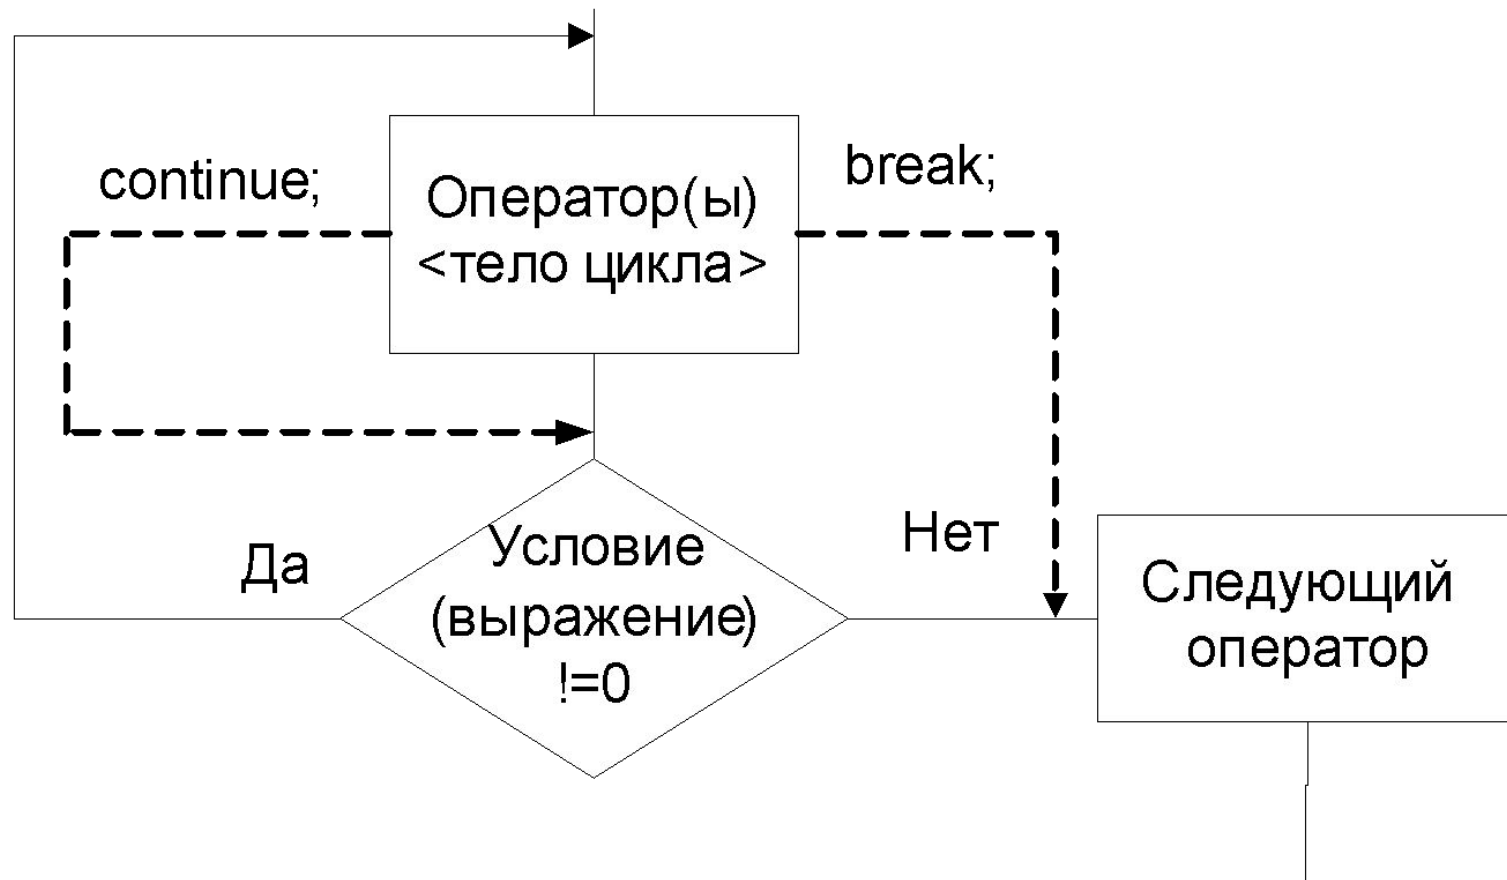 continue;
break;
Оператор(ы)
<тело цикла>
Да
Условие
(выражение)
!=0
Нет
Следующий
оператор